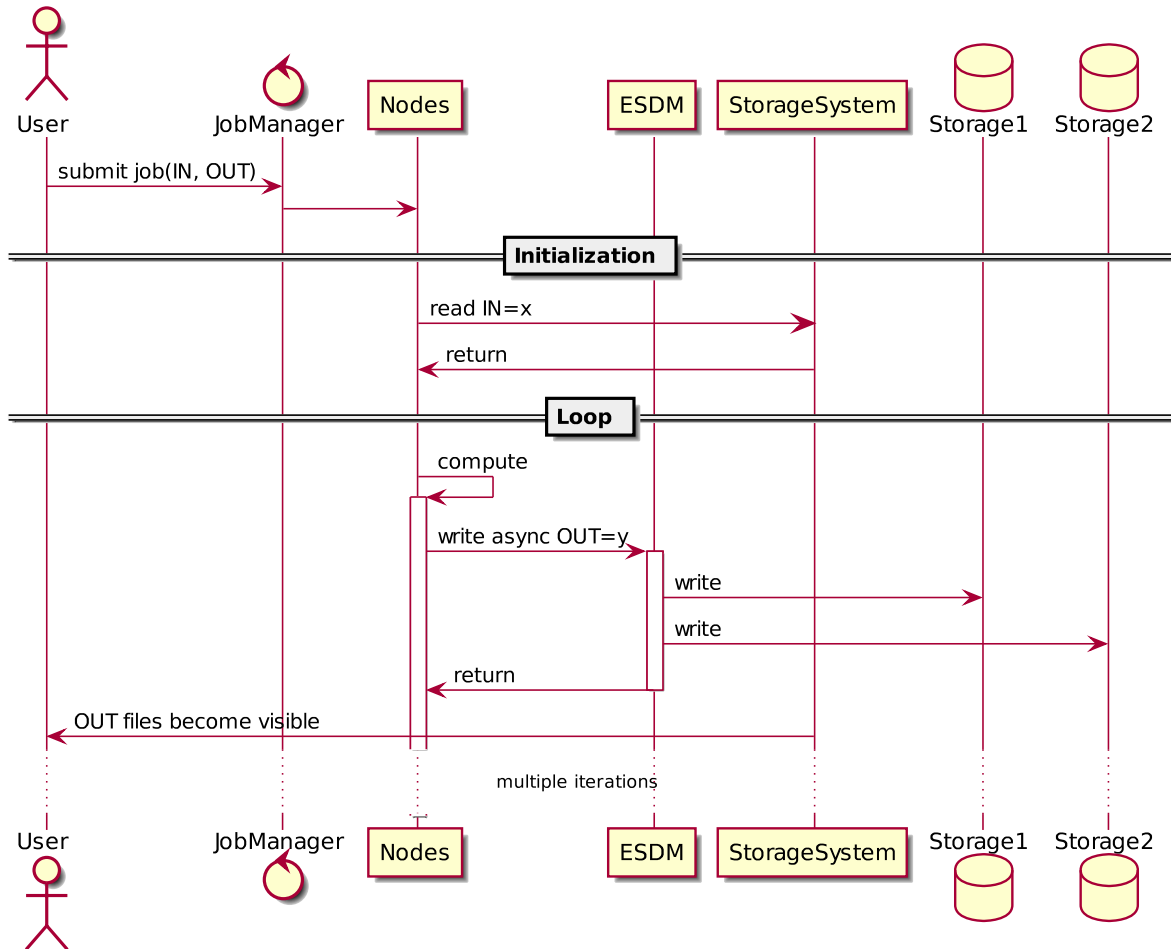 User
JobManager
Nodes
ESDM
StorageSystem
Storage1
Storage2
submit job(IN, OUT)
Initialization
read IN=x
return
Loop
compute
write async OUT=y
write
write
return
OUT files become visible
multiple iterations
User
JobManager
Nodes
ESDM
StorageSystem
Storage1
Storage2